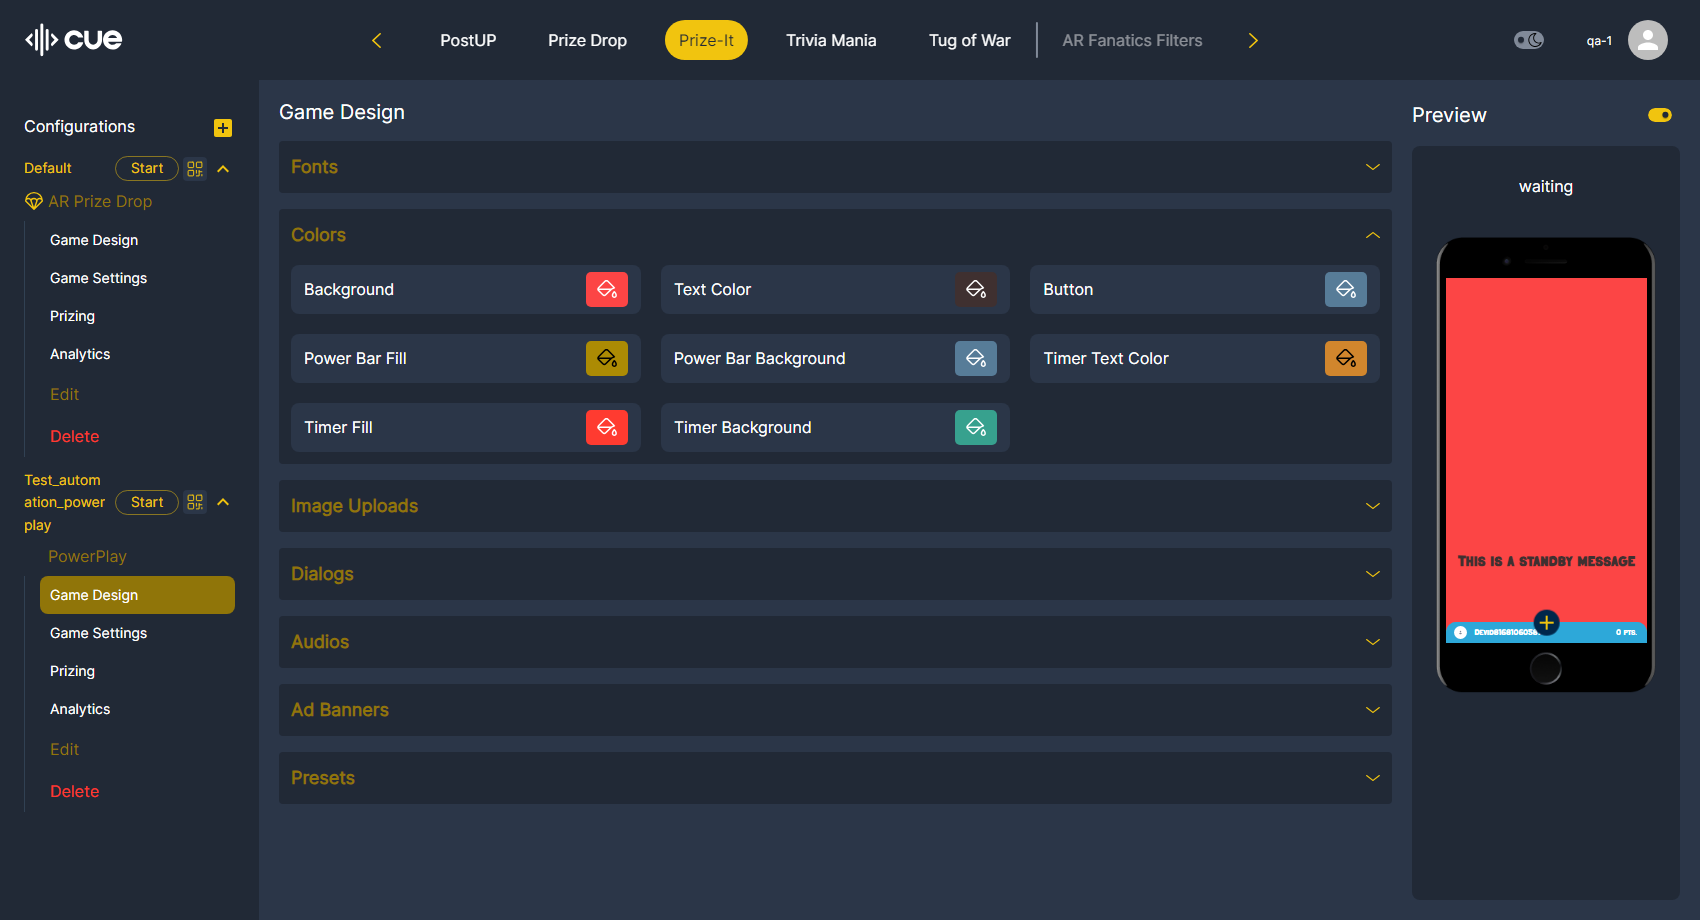 cue
PostUP
Prize Drop
Prize-It
Trivia Mania
Tug of War
AR Fanatics Filters
qa-1
Configurations
Default
Start
AR Prize Drop
Game Design
Game Settings
Prizing
Analytics
Edit
Delete
Test_autom
ation_power
play
Start
PowerPlay
Game Design
Game Settings
Prizing
Analytics
Edit
Delete
Game Design
Fonts
Colors
Background
Text Color
Button
Power Bar Fill
Power Bar Background
Timer Text Color
Timer Fill
Timer Background
Image Uploads
Dialogs
Audios
Ad Banners
Presets
Preview
waiting
This is a standby message
0 pts.